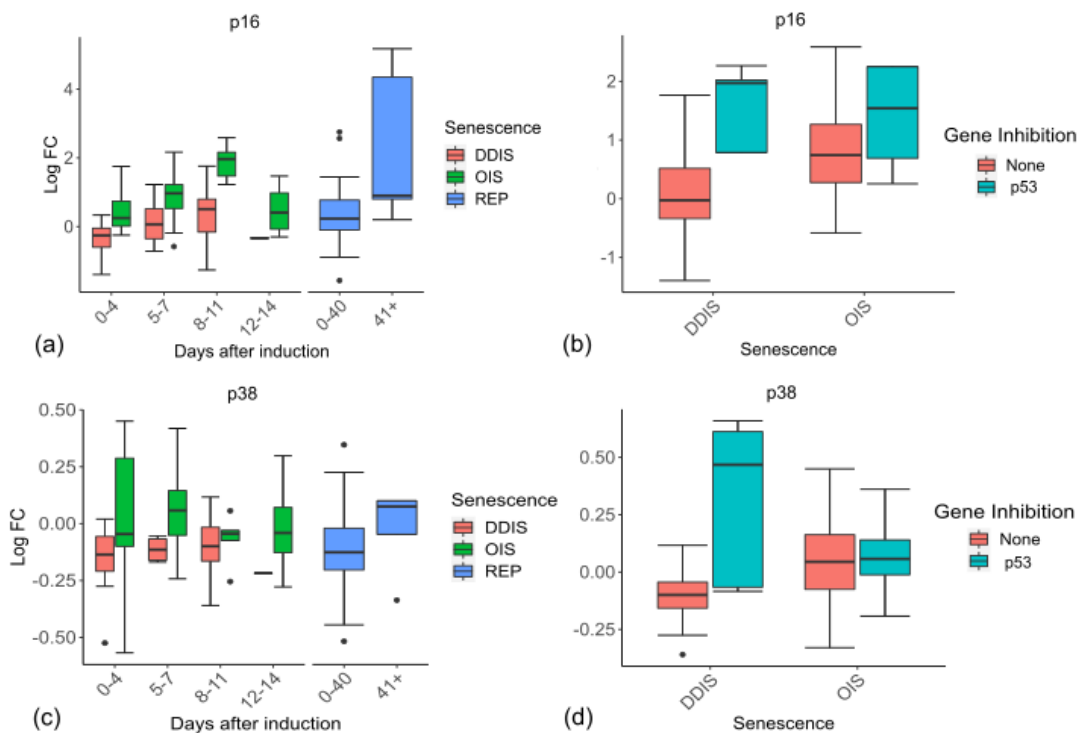 p16
Log FC
4
2
0
0-4
5-7
8-11
12-14
0-40
41+
Days after induction
Senescence
DDIS
OIS
REP
(a)
p16
2
1
0
-1
DDIS
OIS
Senescence
Gene Inhibition
None
p53
(b)
p38
Log FC
0.50
0.25
0.00
-0.25
-0.50
0-4
5-7
8-11
12-14
0-40
41+
Days after induction
Senescence
DDIS
OIS
REP
(c)
p38
0.50
0.25
0.00
-0.25
DDIS
OIS
Senescence
Gene Inhibition
None
p53
(d)